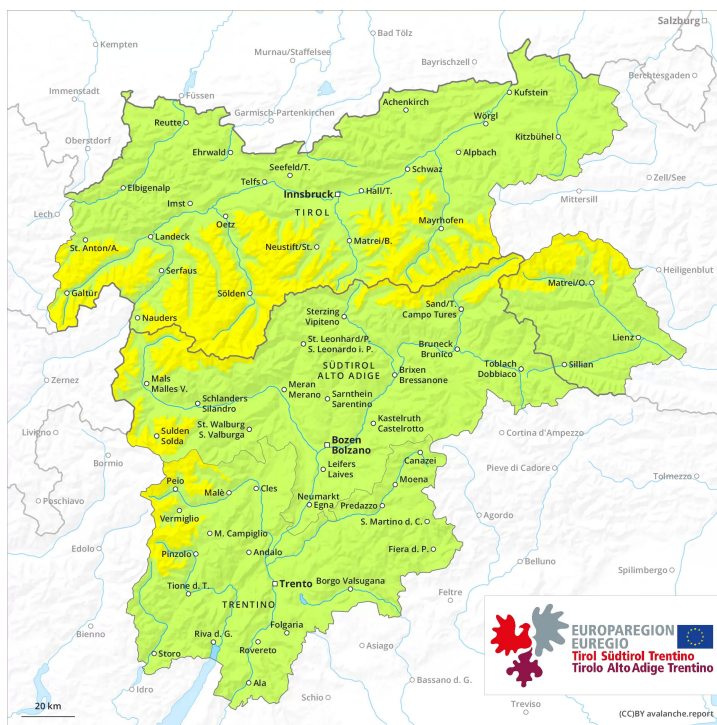 Salzburg
Kempten
Bad Tölz
Murnau/Staffelsee
Bayrischzell
Berchtesgaden
Immenstadt
Füssen
Kufstein
Achenkirch
Garmisch-Partenkirchen
Wörgl
Reutte
Oberstdorf
Kitzbühel
Ehrwald
Alpbach
Seefeld/T.
Schwaz
Zell/See
Telfs
Elbigenalp
Innsbruck
Hall/T.
Mittersill
Imst
TIROL
Lech
Oetz
Mayrhofen
Landeck
Matrei/B.
St. Anton/A.
Neustift/St.
Serfaus
Heiligenblut
Matrei/O.
Galtür
Sölden
Sand/T.
Campo Tures
Nauders
Sterzing
Vipiteno
Lienz
St. Leonhard/P.
S. Leonardo i. P.
Bruneck
Brunico
Toblach
Dobbiaco
Sillian
SÜDTIROL
ALTO ADIGE
Brixen
Bressanone
Zernez
Mals
Malles V.
Meran
Merano
Schlanders
Silandro
Sarnthein
Sarentino
Kastelruth
Castelrotto
St. Walburg
S. Valburga
Sulden
Solda
Livigno
Cortina d'Ampezzo
Bozen
Bolzano
Bormio
Canazei
Leifers
Laives
Pieve di Cadore
Tolmezzo
Peio
Moena
Malè
Cles
Poschiavo
Neumarkt
Egna
Predazzo
Vermiglio
Agordo
S. Martino d. C.
M. Campiglio
Edolo
Andalo
Fiera d. P.
Pinzolo
Belluno
Spilimbergo
Tione d. T.
Trento
Borgo Valsugana
Feltre
TRENTINO
Folgaria
Bienno
Riva d. G.
Rovereto
Asiago
Storo
Bassano d. G.
Ala
Idro
Schio
Treviso
EUROPAREGION
EUREGIO
Tirol Südtirol Trentino
Tirolo Alto Adige Trentino
20 km
(CC)BY avalanche.report